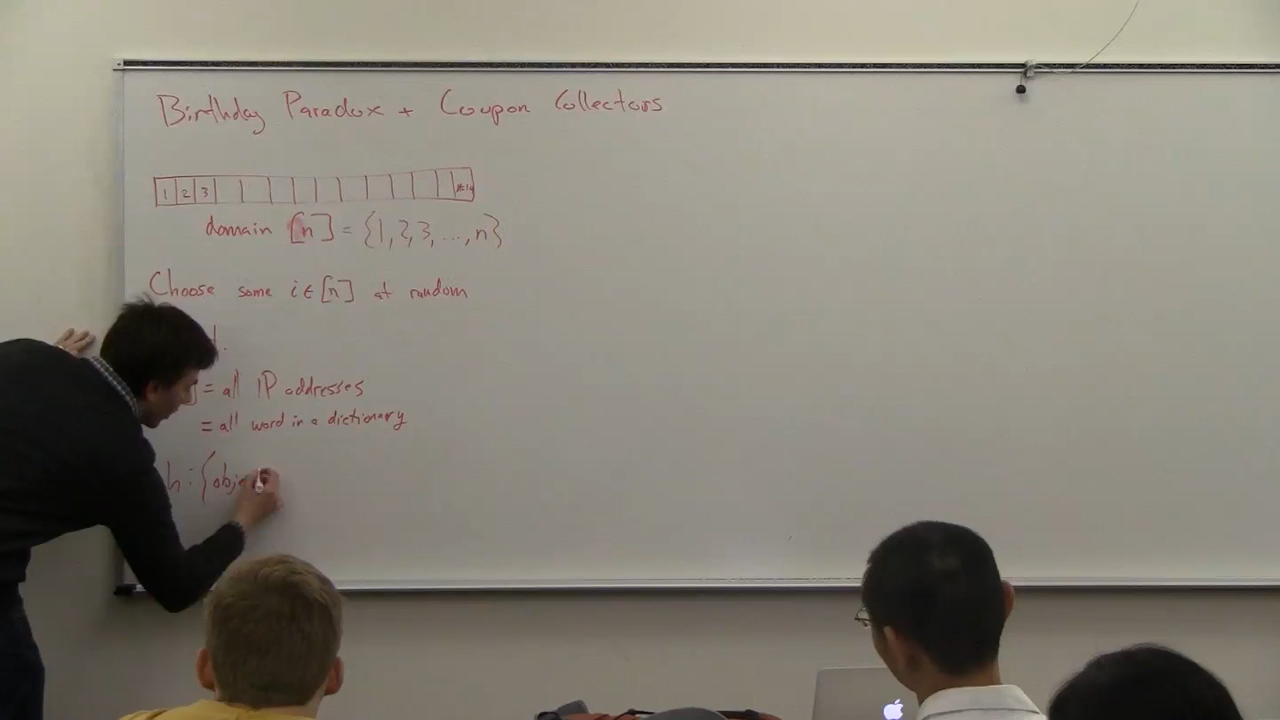 Birthday Paradox + Coupon Collectors
1 2 3
domain [n] = {1, 2, 3, ..., n}
Choose some i ∈ [n] at random
= all IP addresses
= all word in a dictionary
h : {obj